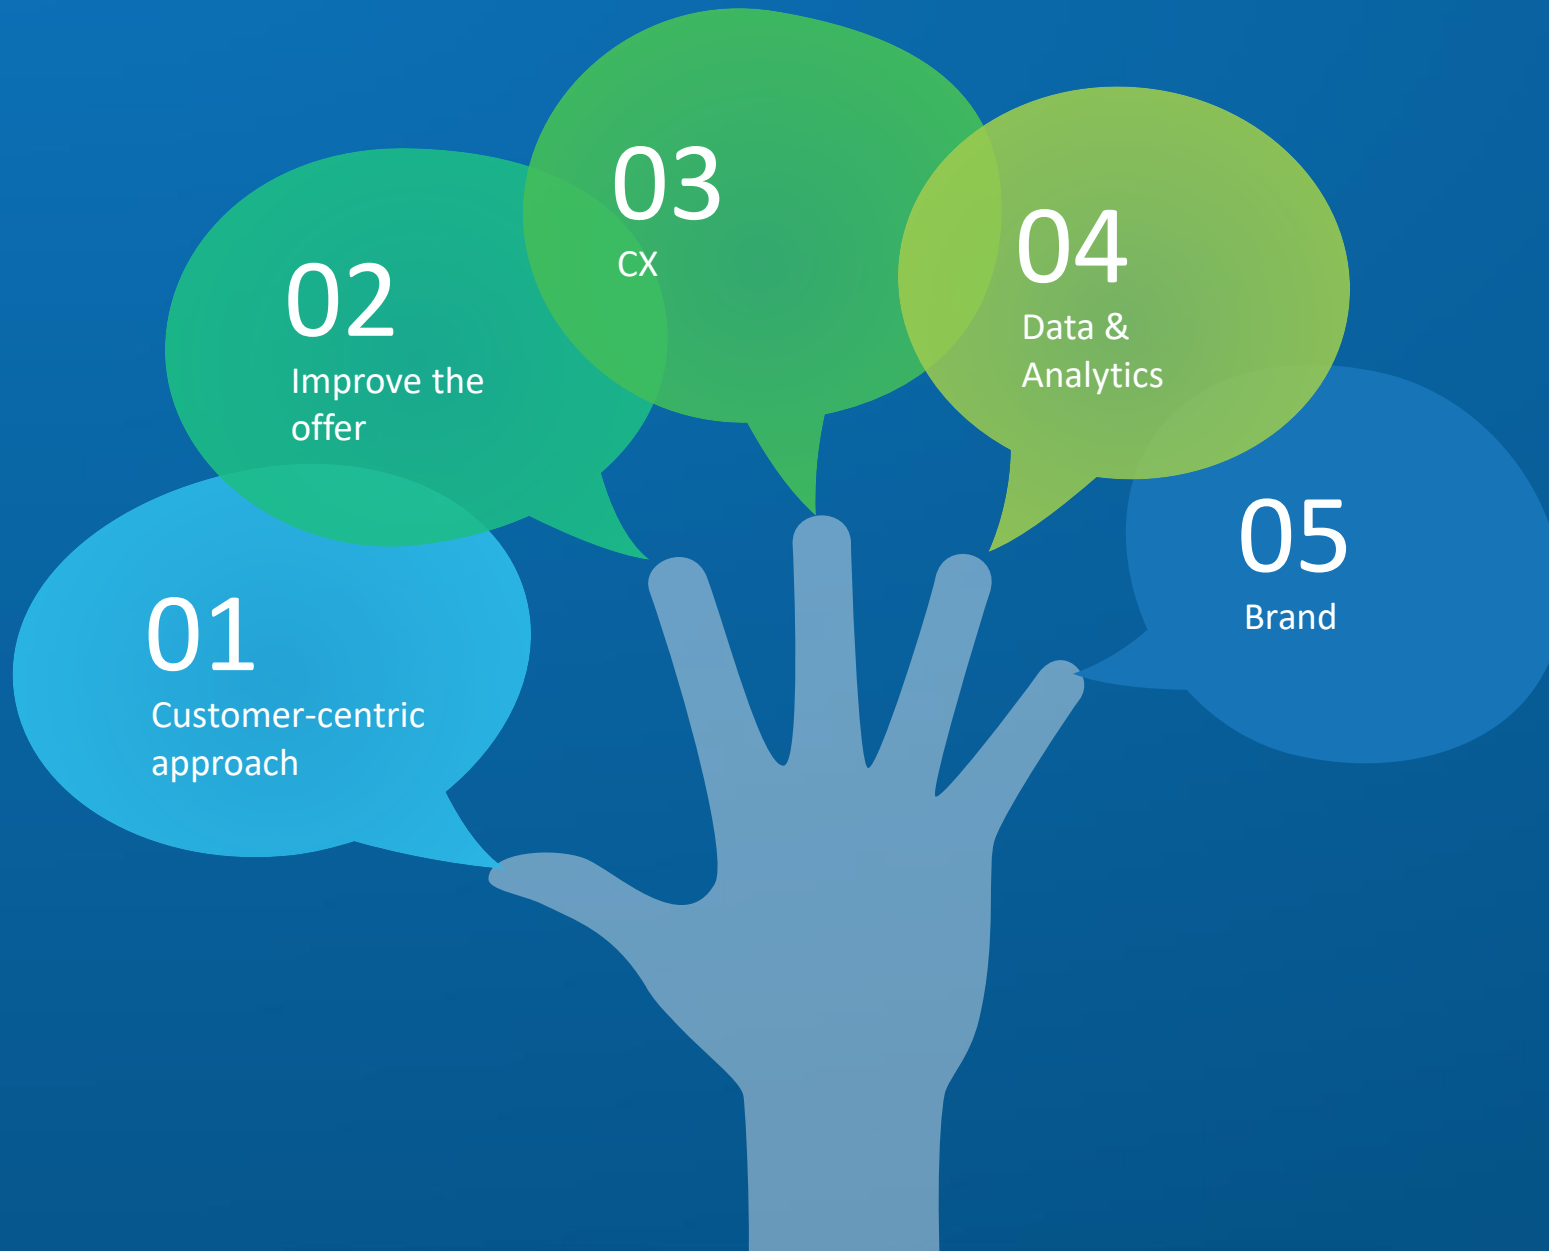 01
Customer-centric
approach
02
Improve the
offer
03
CX
04
Data &
Analytics
05
Brand